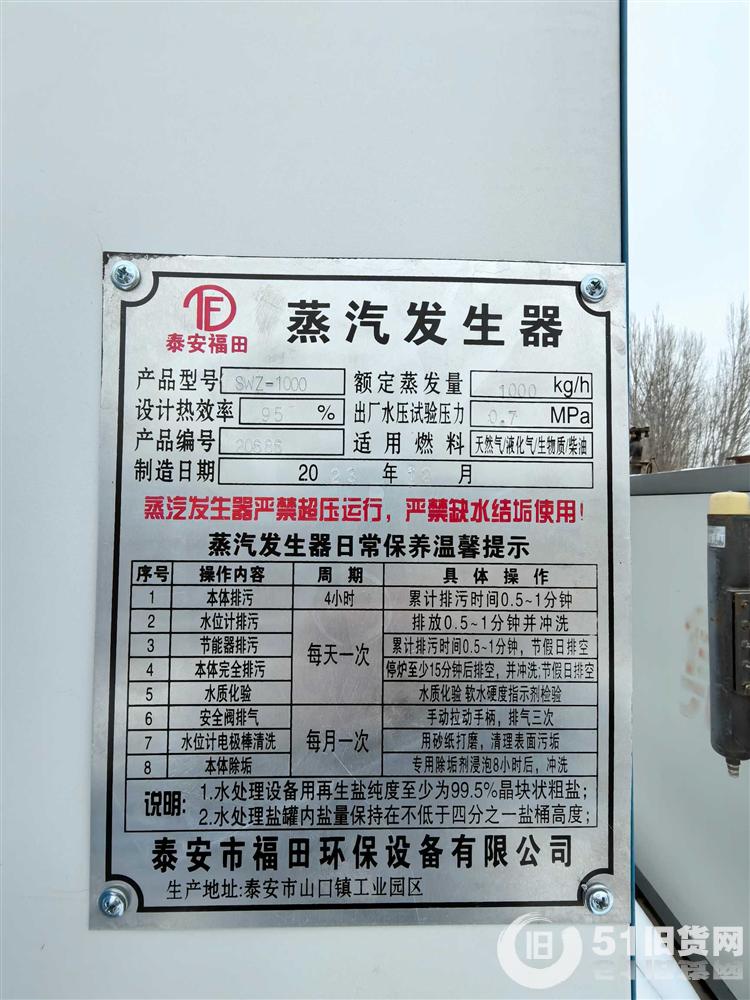 泰安福田
蒸汽发生器
产品型号 SWZ-1000 额定蒸发量 1000 kg/h
设计热效率 95 % 出厂水压试验压力 0.7 MPa
产品编号 适用燃料 天然气/液化气/生物质/柴油
制造日期 2023年12月
蒸汽发生器严禁超压运行，严禁缺水结垢使用！
蒸汽发生器日常保养温馨提示
序号 操作内容 周期 具体操作
1 本体排污 4小时 累计排污时间0.5~1分钟
2 水位计排污 每天一次 排放0.5~1分钟并冲洗
3 节能器排污 累计排污时间0.5~1分钟，节假日排空
4 本体完全排污 停炉至少15分钟后排空，并冲洗;节假日排空
5 水质化验 水质化验 软水硬度指示剂检验
6 安全阀排气 每月一次 手动拉动手柄，排气三次
7 水位计电极棒清洗 用砂纸打磨，清理表面污垢
8 本体除垢 专用除垢剂浸泡8小时后，冲洗
说明: 1.水处理设备用再生盐纯度至少为99.5%晶块状粗盐;
2.水处理盐罐内盐量保持在不低于四分之一盐桶高度;
泰安市福田环保设备有限公司
生产地址:泰安市山口镇工业园区
51旧货网